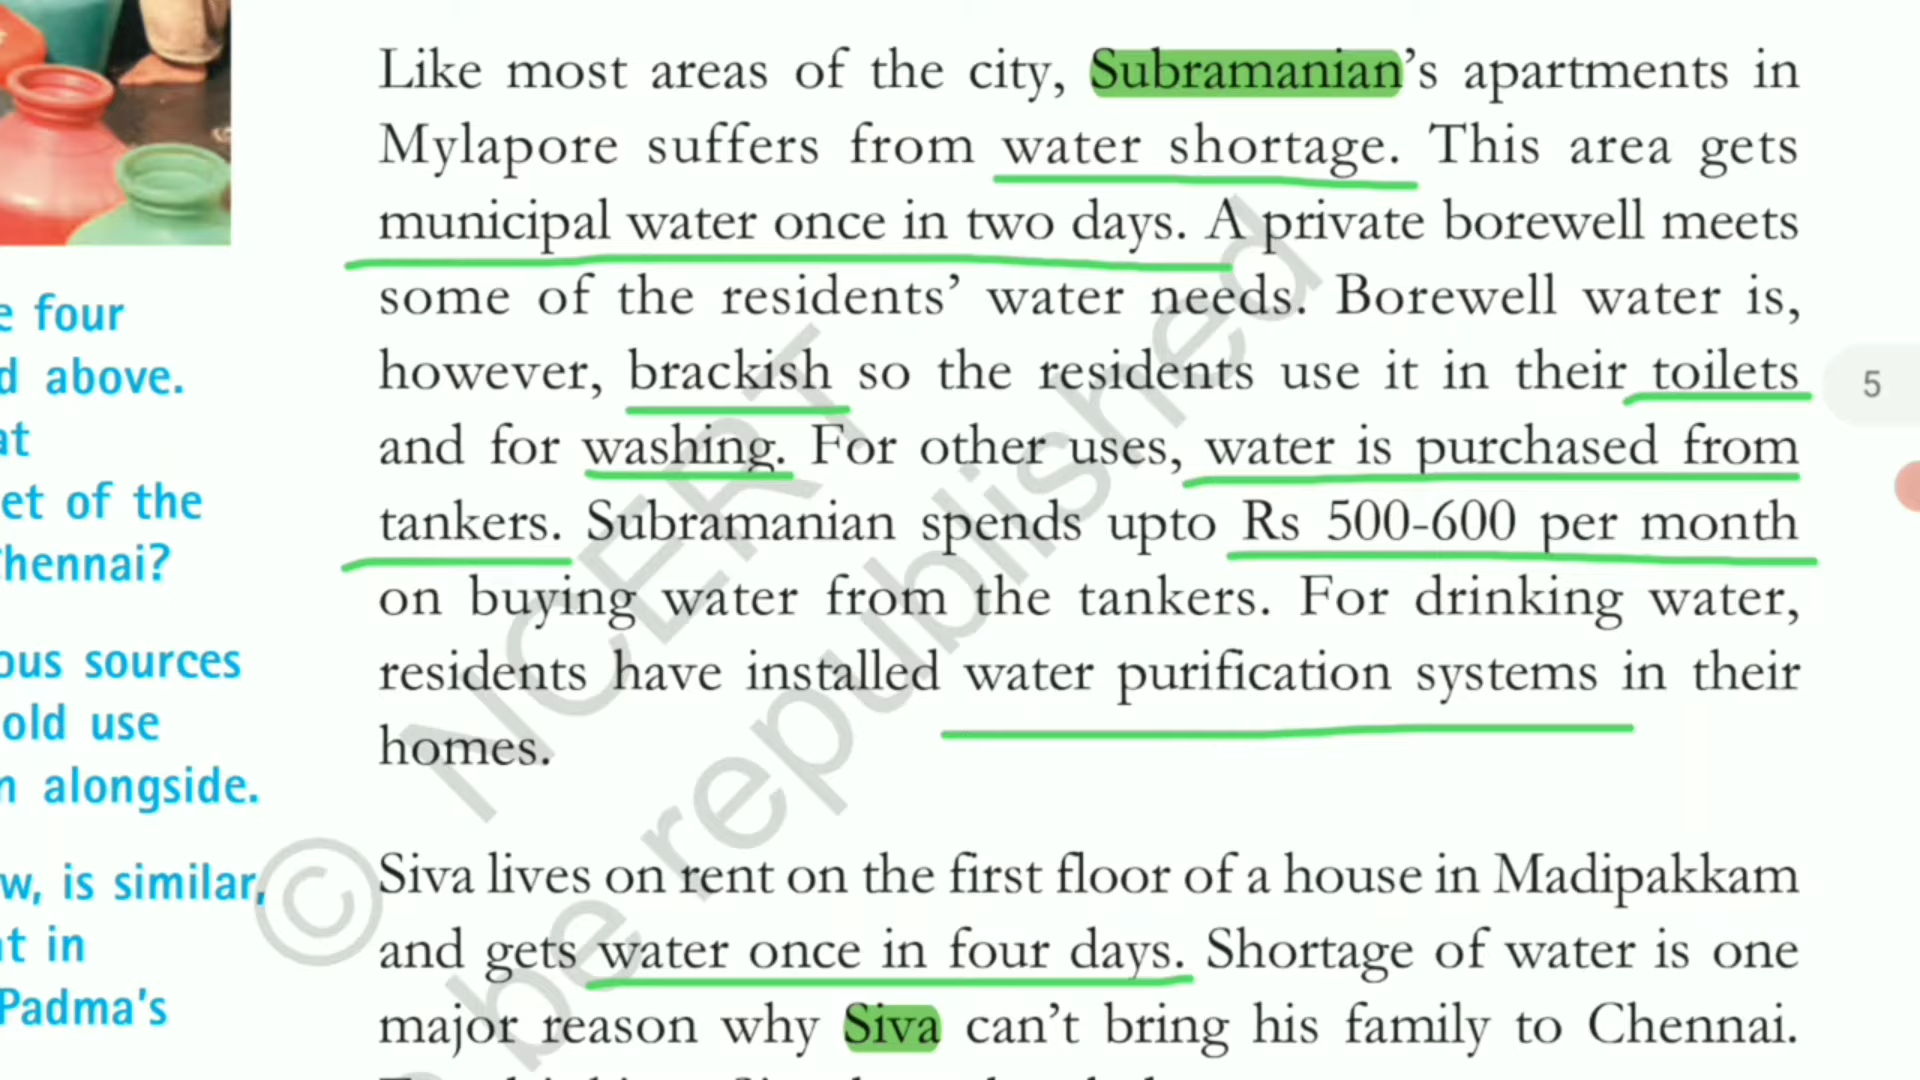 Like most areas of the city, Subramanian's apartments in
Mylapore suffers from water shortage. This area gets
municipal water once in two days. A private borewell meets
some of the residents' water needs. Borewell water is,
however, brackish so the residents use it in their toilets
and for washing. For other uses, water is purchased from
tankers. Subramanian spends upto Rs 500-600 per month
on buying water from the tankers. For drinking water,
residents have installed water purification systems in their
homes.
Siva lives on rent on the first floor of a house in Madipakkam
and gets water once in four days. Shortage of water is one
major reason why Siva can't bring his family to Chennai.
four
above.
et of the
hennai?
ous sources
old use
alongside.
w, is similar,
t in
Padma's
5
© NCERT
be republished